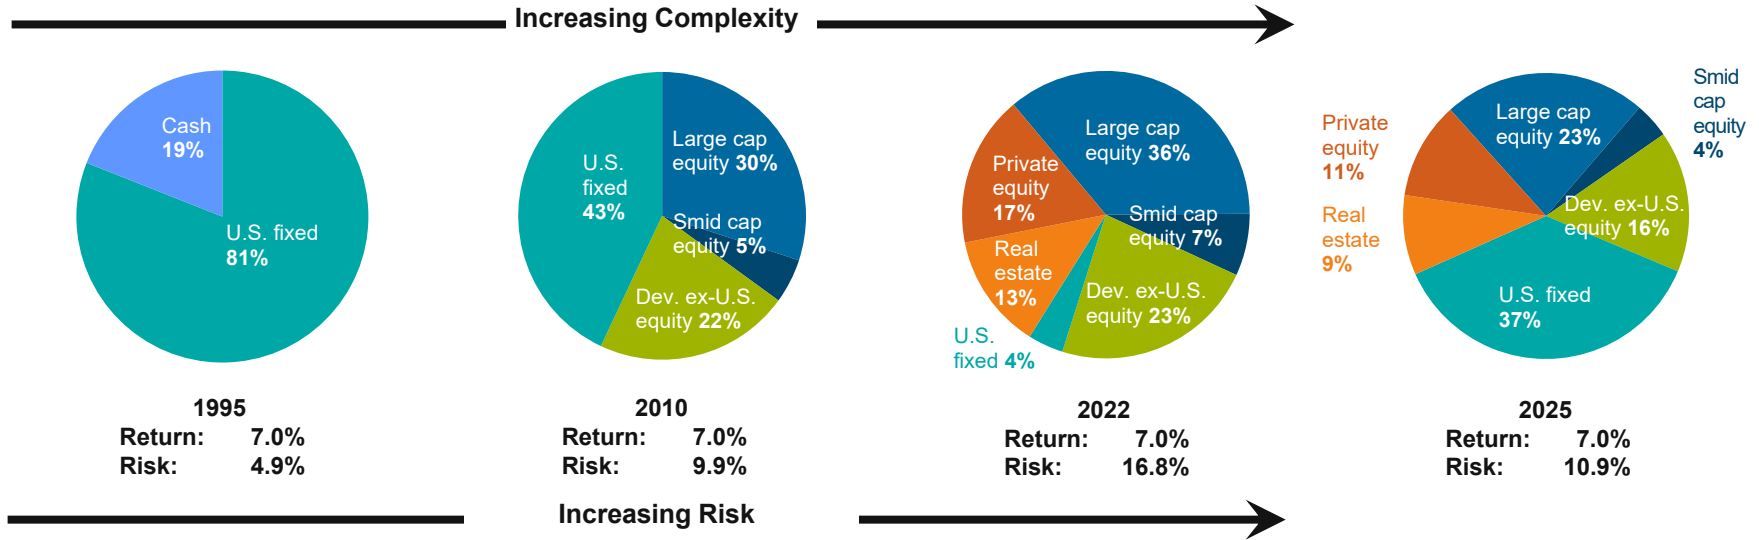 Increasing Complexity
Cash
19%
U.S. fixed
81%
1995
Return: 7.0%
Risk: 4.9%
U.S.
fixed
43%
Large cap
equity 30%
Smid cap
equity 5%
Dev. ex-U.S.
equity 22%
2010
Return: 7.0%
Risk: 9.9%
Large cap
equity 36%
Private
equity
17%
Smid cap
equity 7%
Real
estate
13%
Dev. ex-U.S.
equity 23%
U.S.
fixed 4%
2022
Return: 7.0%
Risk: 16.8%
Smid
cap
equity
4%
Large cap
equity 23%
Private
equity
11%
Dev. ex-U.S.
equity 16%
Real
estate
9%
U.S. fixed
37%
2025
Return: 7.0%
Risk: 10.9%
Increasing Risk